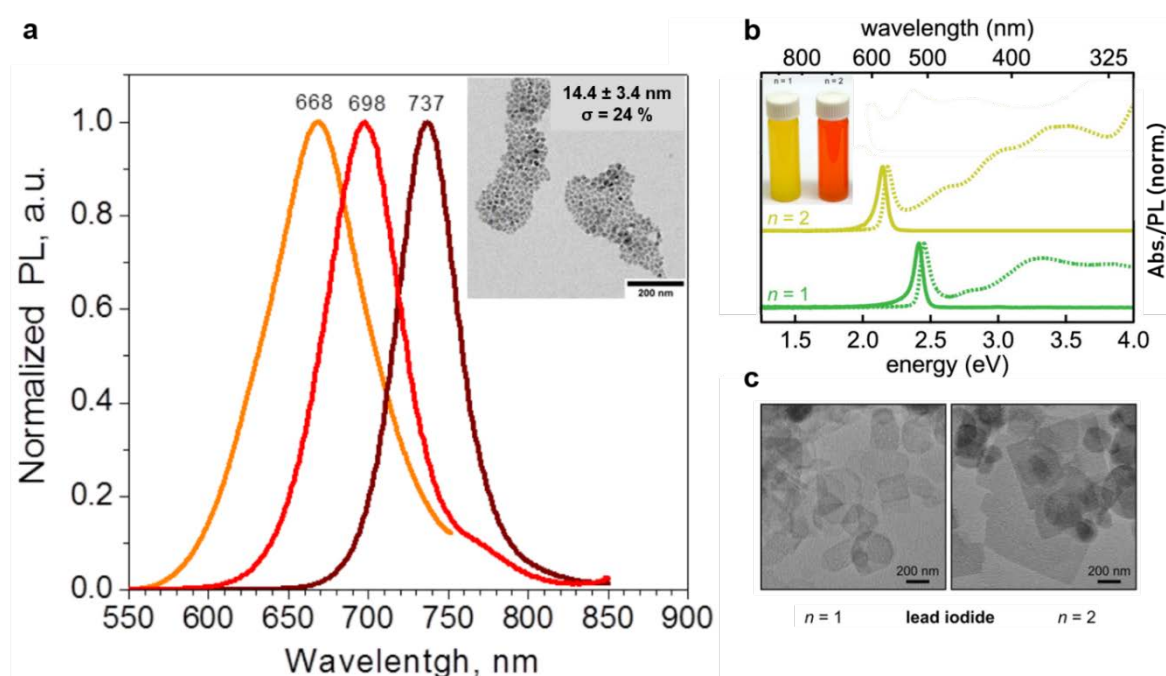 a
668 698 737
14.4 ± 3.4 nm
σ = 24 %
200 nm
Normalized PL, a.u.
1.0
0.8
0.6
0.4
0.2
0.0
550 600 650 700 750 800 850 900
Wavelentgh, nm
b
wavelength (nm)
800 600 500 400 325
n = 1 n = 2
n = 2
n = 1
Abs./PL (norm.)
1.5 2.0 2.5 3.0 3.5 4.0
energy (eV)
c
200 nm 200 nm
n = 1 lead iodide n = 2